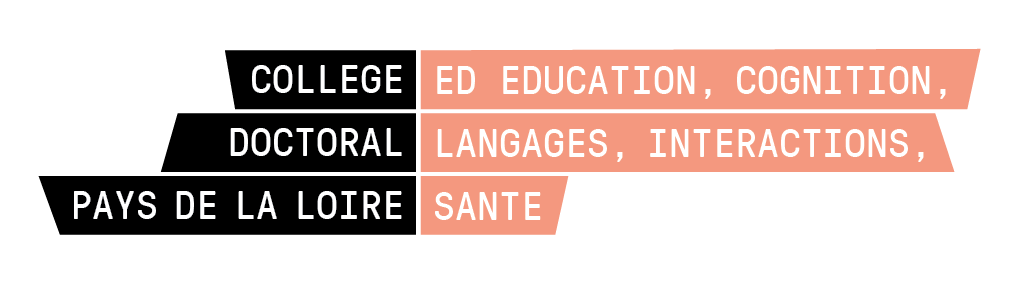 COLLEGE
DOCTORAL
PAYS DE LA LOIRE
ED EDUCATION, COGNITION,
LANGAGES, INTERACTIONS,
SANTE